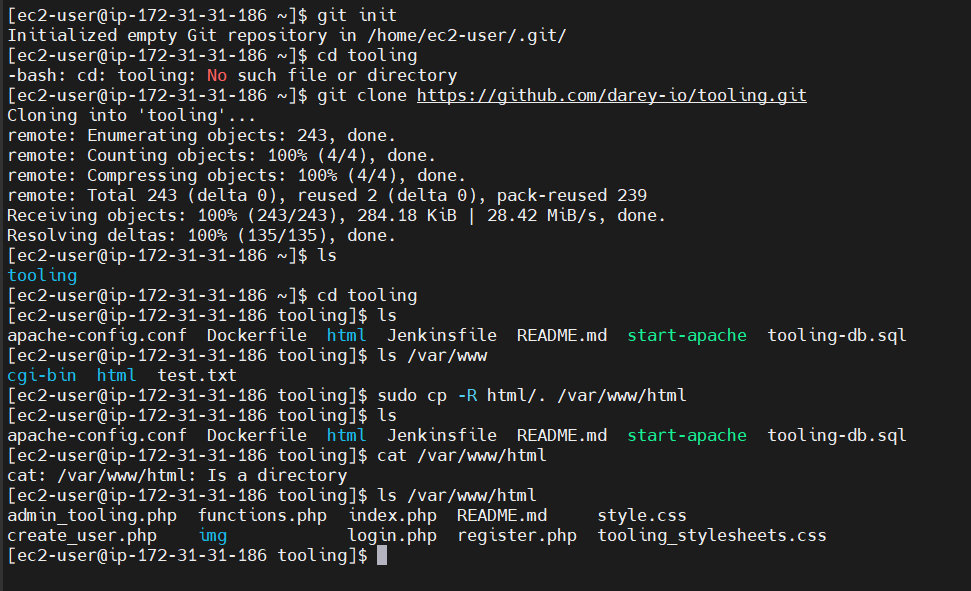 [ec2-user@ip-172-31-31-186 ~]$ git init
Initialized empty Git repository in /home/ec2-user/.git/
[ec2-user@ip-172-31-31-186 ~]$ cd tooling
-bash: cd: tooling: No such file or directory
[ec2-user@ip-172-31-31-186 ~]$ git clone https://github.com/darey-io/tooling.git
Cloning into 'tooling'...
remote: Enumerating objects: 243, done.
remote: Counting objects: 100% (4/4), done.
remote: Compressing objects: 100% (4/4), done.
remote: Total 243 (delta 0), reused 2 (delta 0), pack-reused 239
Receiving objects: 100% (243/243), 284.18 KiB | 28.42 MiB/s, done.
Resolving deltas: 100% (135/135), done.
[ec2-user@ip-172-31-31-186 ~]$ ls
tooling
[ec2-user@ip-172-31-31-186 ~]$ cd tooling
[ec2-user@ip-172-31-31-186 tooling]$ ls
apache-config.conf  Dockerfile  html  Jenkinsfile  README.md  start-apache  tooling-db.sql
[ec2-user@ip-172-31-31-186 tooling]$ ls /var/www
cgi-bin  html  test.txt
[ec2-user@ip-172-31-31-186 tooling]$ sudo cp -R html/. /var/www/html
[ec2-user@ip-172-31-31-186 tooling]$ ls
apache-config.conf  Dockerfile  html  Jenkinsfile  README.md  start-apache  tooling-db.sql
[ec2-user@ip-172-31-31-186 tooling]$ cat /var/www/html
cat: /var/www/html: Is a directory
[ec2-user@ip-172-31-31-186 tooling]$ ls /var/www/html
admin_tooling.php  functions.php  index.php  README.md     style.css
create_user.php    img            login.php  register.php  tooling_stylesheets.css
[ec2-user@ip-172-31-31-186 tooling]$